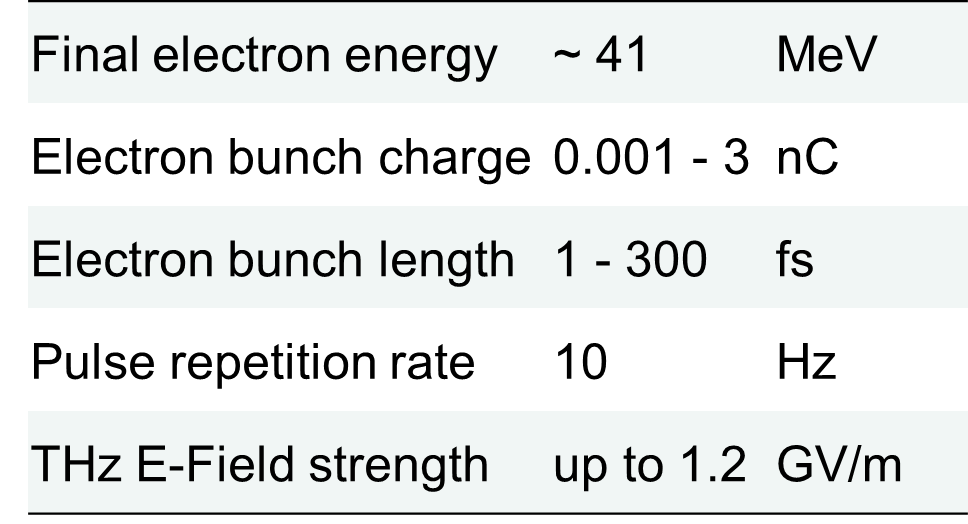 Final electron energy ~ 41 MeV
Electron bunch charge 0.001 - 3 nC
Electron bunch length 1 - 300 fs
Pulse repetition rate 10 Hz
THz E-Field strength up to 1.2 GV/m